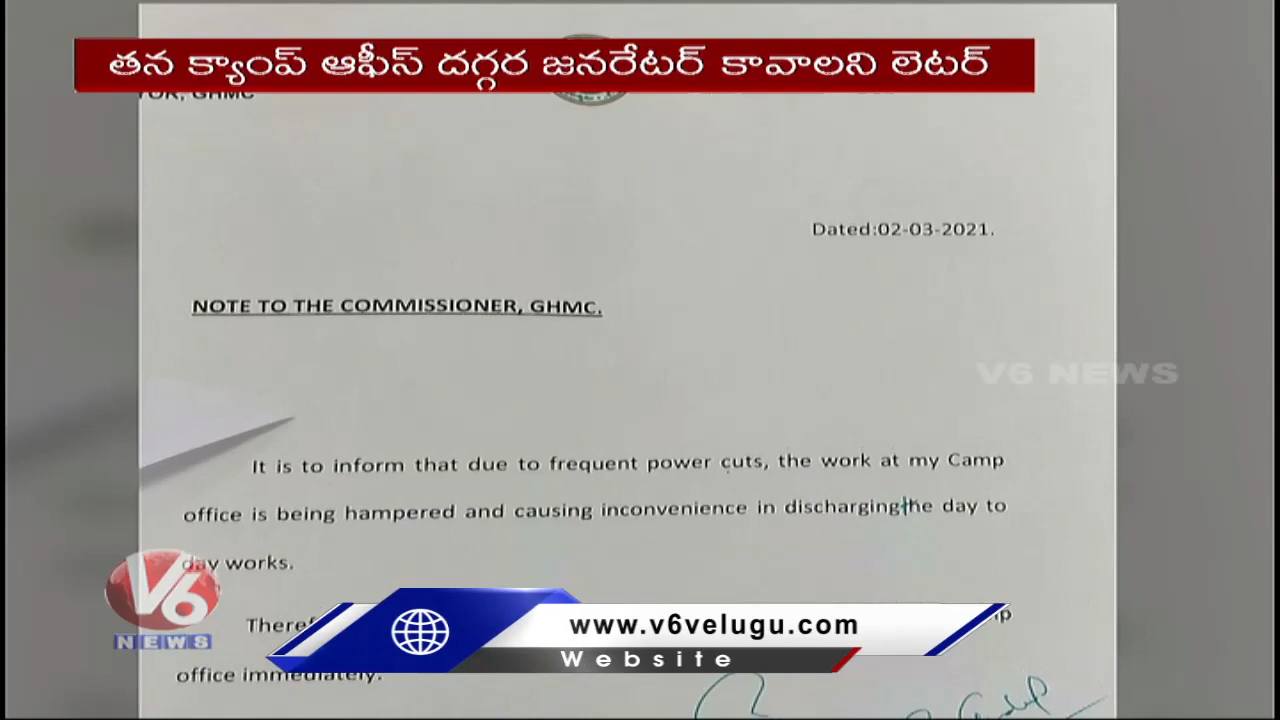 తన క్యాంప్ ఆఫీస్ దగ్గర జనరేటర్ కావాలని లెటర్
GHMC
Dated:02-03-2021.
NOTE TO THE COMMISSIONER, GHMC.
V6 NEWS
It is to inform that due to frequent power cuts, the work at my Camp
office is being hampered and causing inconvenience in discharging the day to
day works.
office immediately.
V6
NEWS
www.v6velugu.com
Website